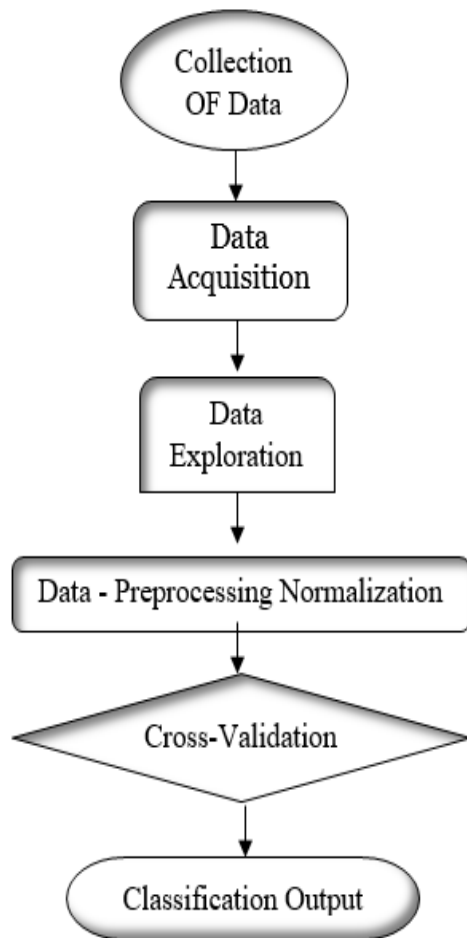 Collection
OF Data
Data
Acquisition
Data
Exploration
Data - Preprocessing Normalization
Cross-Validation
Classification Output